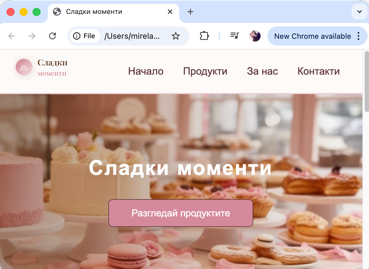 Сладки моменти
File
/Users/mirela...
New Chrome available
Сладки
моменти
Начало
Продукти
За нас
Контакти
Сладки моменти
Разгледай продуктите